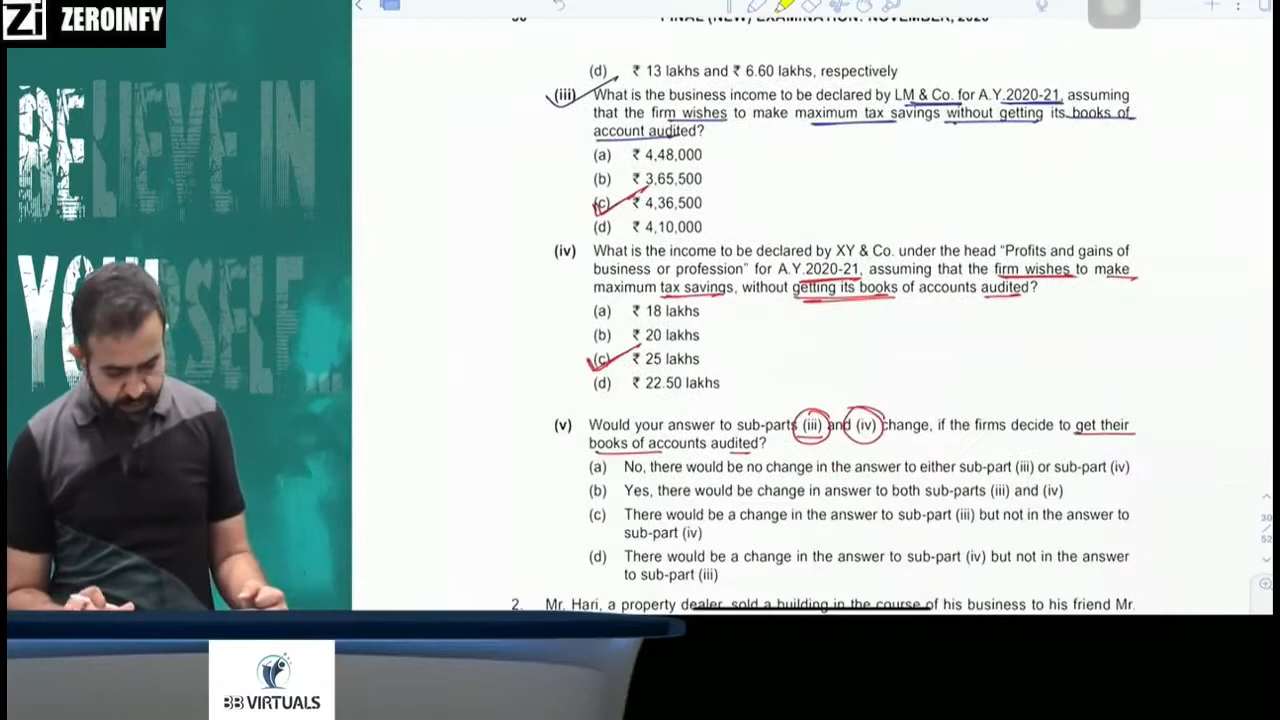 Zi ZEROINFY
BELIEVE IN
YOURSELF...
FINAL (NEW) EXAMINATION: NOVEMBER, 2020
(d) ₹ 13 lakhs and ₹ 6.60 lakhs, respectively
(iii) What is the business income to be declared by LM & Co. for A.Y.2020-21, assuming
that the firm wishes to make maximum tax savings without getting its books of
account audited?
(a) ₹ 4,48,000
(b) ₹ 3,65,500
(c) ₹ 4,36,500
(d) ₹ 4,10,000
(iv) What is the income to be declared by XY & Co. under the head “Profits and gains of
business or profession” for A.Y.2020-21, assuming that the firm wishes to make
maximum tax savings, without getting its books of accounts audited?
(a) ₹ 18 lakhs
(b) ₹ 20 lakhs
(c) ₹ 25 lakhs
(d) ₹ 22.50 lakhs
(v) Would your answer to sub-parts (iii) and (iv) change, if the firms decide to get their
books of accounts audited?
(a) No, there would be no change in the answer to either sub-part (iii) or sub-part (iv)
(b) Yes, there would be change in answer to both sub-parts (iii) and (iv)
(c) There would be a change in the answer to sub-part (iii) but not in the answer to
sub-part (iv)
(d) There would be a change in the answer to sub-part (iv) but not in the answer
to sub-part (iii)
2. Mr. Hari, a property dealer, sold a building in the course of his business to his friend Mr.
30
52
BB VIRTUALS